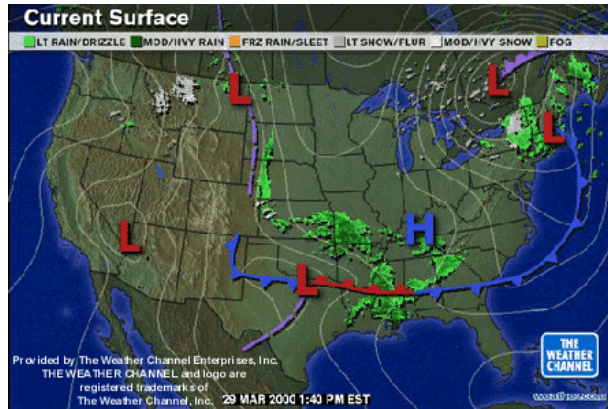 Current Surface
LT RAIN/DRIZZLE MOD/HVY RAIN FRZ RAIN/SLEET LT SNOW/FLUR MOD/HVY SNOW FOG
L
L
L
H
L
L
Provided by The Weather Channel Enterprises, Inc.
THE WEATHER CHANNEL and logo are
registered trademarks of
The Weather Channel, Inc.
29 MAR 2000 1:40 PM EST
THE
WEATHER
CHANNEL
weather.com